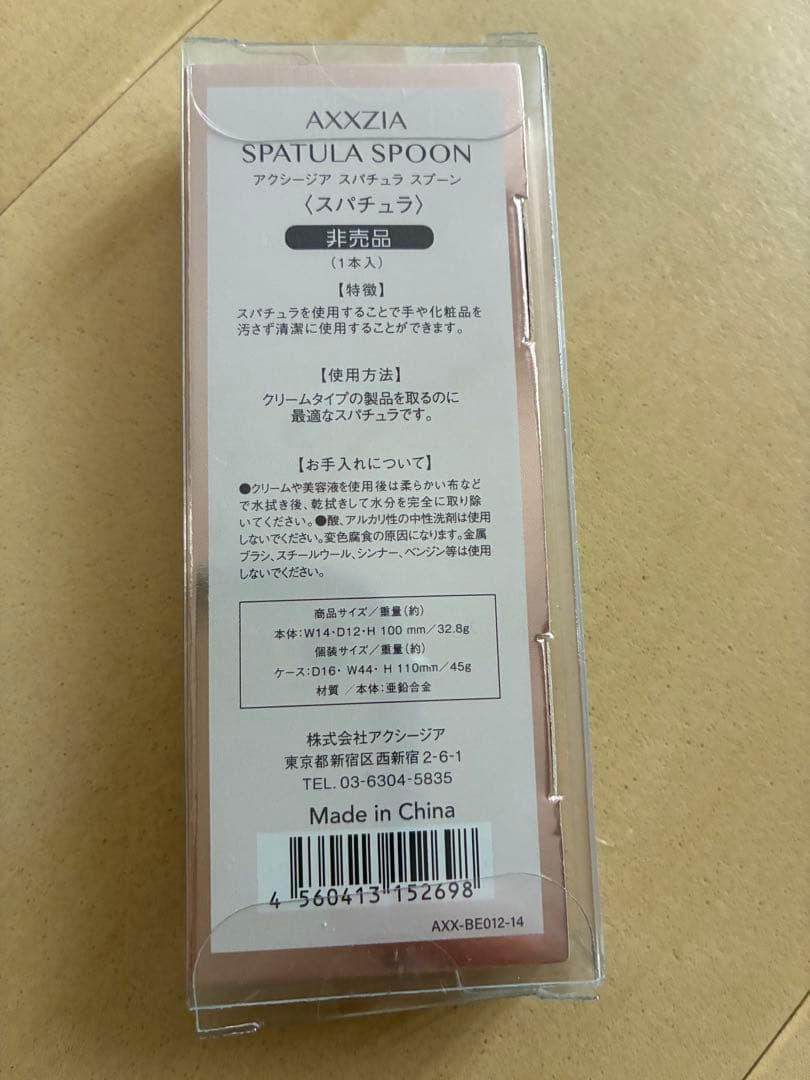 AXXZIA
SPATULA SPOON
アクシージア スパチュラ スプーン
〈スパチュラ〉
非売品
(1本入)
【特徴】
スパチュラを使用することで手や化粧品を
汚さず清潔に使用することができます。
【使用方法】
クリームタイプの製品を取るのに
最適なスパチュラです。
【お手入れについて】
●クリームや美容液を使用後は柔らかい布など
で水拭き後、乾拭きして水分を完全に取り除
いてください。●酸、アルカリ性の中性洗剤は使用
しないでください。変色腐食の原因になります。金属
ブラシ、スチールウール、シンナー、ベンジン等は使用
しないでください。
商品サイズ／重量(約)
本体:W14・D12・H 100 mm／32.8g
個装サイズ／重量(約)
ケース:D16・ W44・ H 110mm／45g
材質 ／本体:亜鉛合金
株式会社アクシージア
東京都新宿区西新宿2-6-1
TEL. 03-6304-5835
Made in China
4 560413 152698
AXX-BE012-14